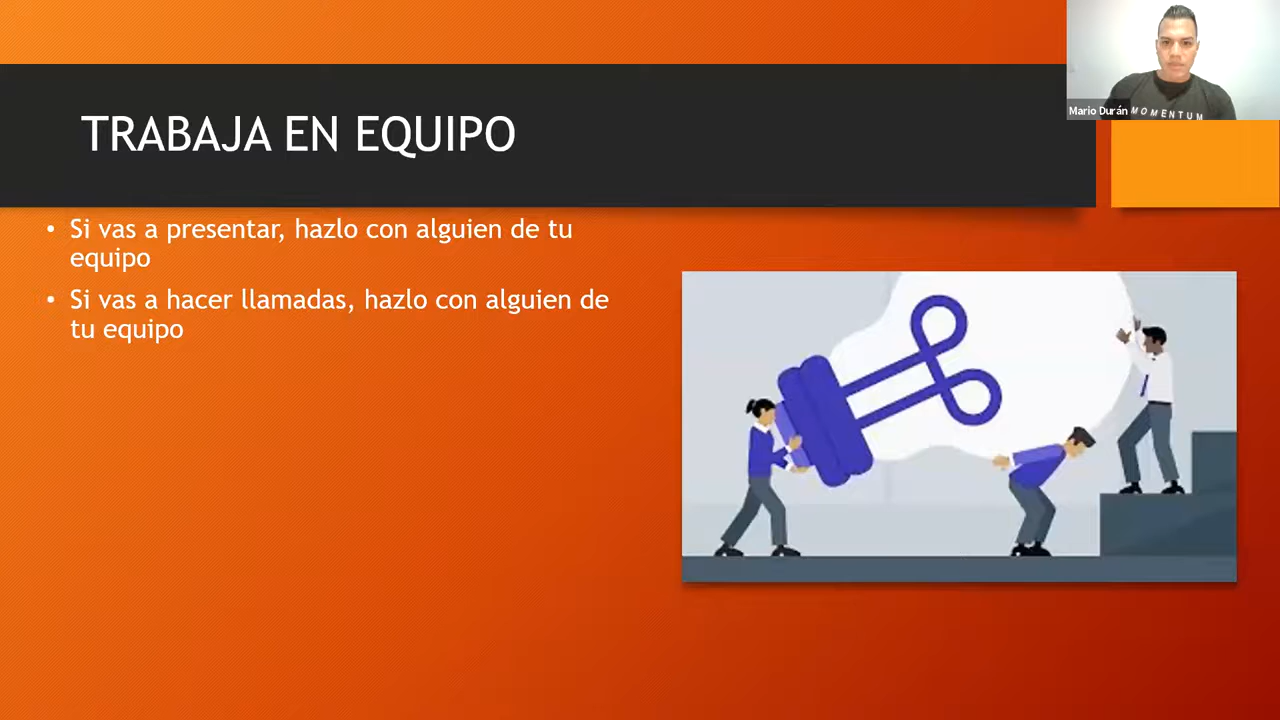 TRABAJA EN EQUIPO
Mario Durán
MOMENTUM
• Si vas a presentar, hazlo con alguien de tu
equipo
• Si vas a hacer llamadas, hazlo con alguien de
tu equipo